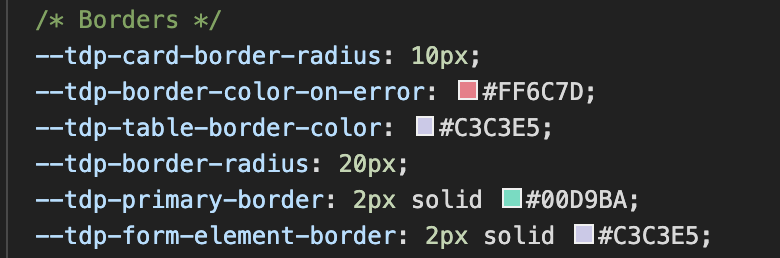 /* Borders */
--tdp-card-border-radius: 10px;
--tdp-border-color-on-error: #FF6C7D;
--tdp-table-border-color: #C3C3E5;
--tdp-border-radius: 20px;
--tdp-primary-border: 2px solid #00D9BA;
--tdp-form-element-border: 2px solid #C3C3E5;